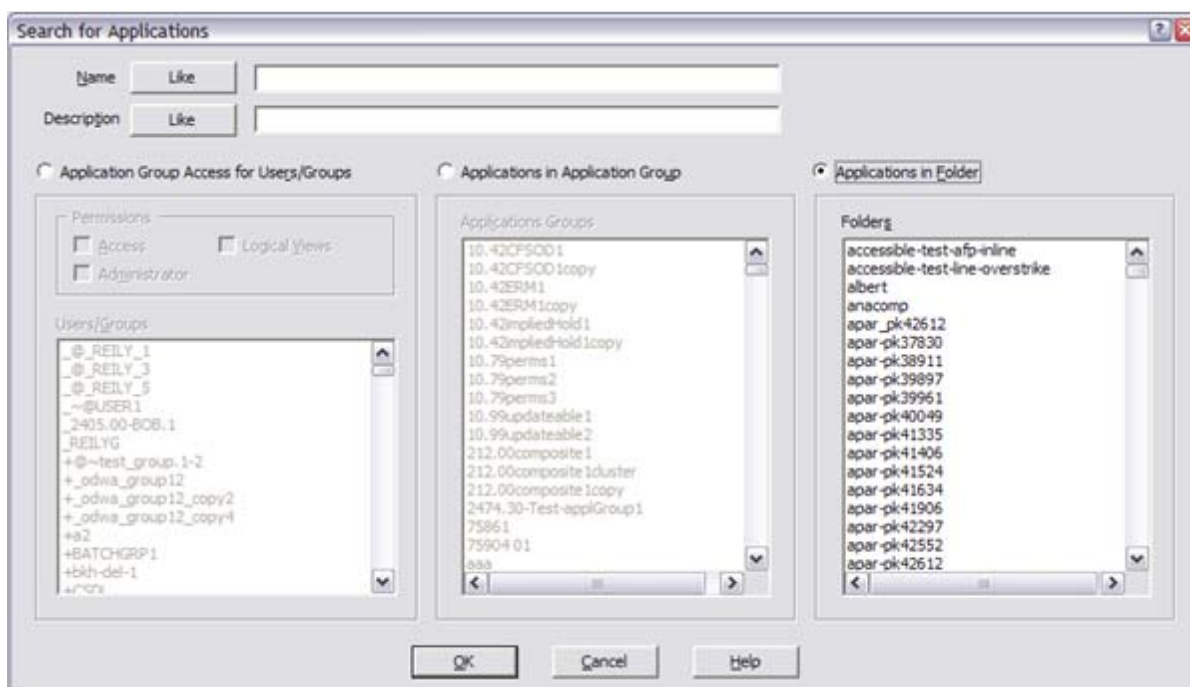 Search for Applications
Name Like
Description Like
Application Group Access for Users/Groups
Permissions
Access Logical Views
Administrator
Users/Groups
_@_REILY_1
_@_REILY_3
_@_REILY_5
_~@USER1
_2405.00-BOB.1
_REILYG
+@~test_group.1-2
+_odwa_group12
+_odwa_group12_copy2
+_odwa_group12_copy4
+a2
+BATCHGRP1
+bkh-del-1
Applications in Application Group
Applications Groups
10.42CFSOD1
10.42CFSOD1copy
10.42ERM1
10.42ERM1copy
10.42impliedHold1
10.42impliedHold1copy
10.79perms1
10.79perms2
10.79perms3
10.99updateable1
10.99updateable2
212.00composite1
212.00composite1cluster
212.00composite1copy
2474.30-Test-applGroup1
75861
75904 01
aaa
Applications in Folder
Folders
accessible-test-afp-inline
accessible-test-line-overstrike
albert
anacomp
apar_pk42612
apar-pk37830
apar-pk38911
apar-pk39897
apar-pk39961
apar-pk40049
apar-pk41335
apar-pk41406
apar-pk41524
apar-pk41634
apar-pk41906
apar-pk42297
apar-pk42552
apar-pk42612
OK Cancel Help